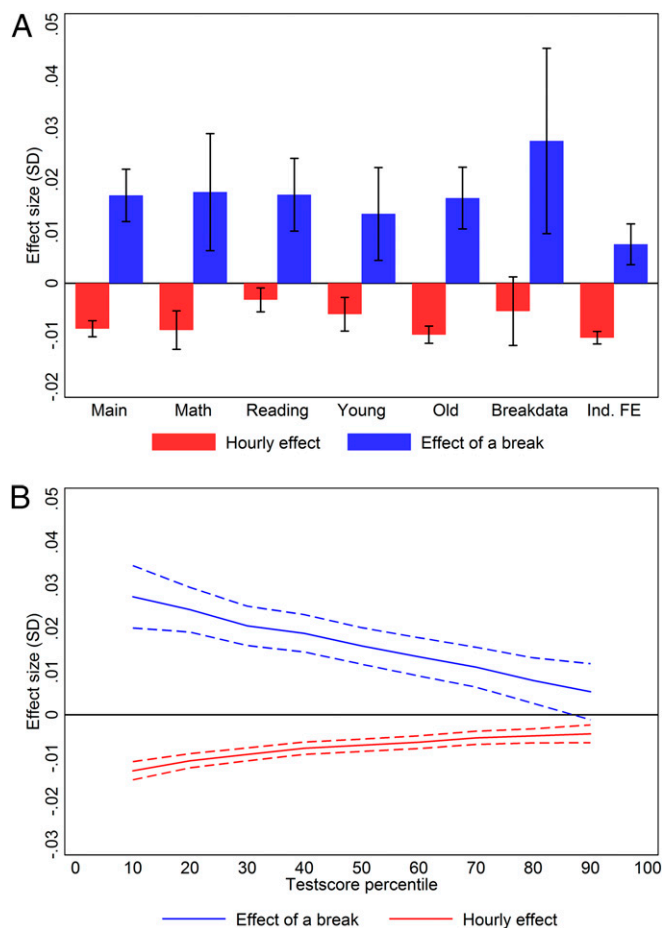 A
.05
.04
.03
.02
.01
0
-.01
-.02
Effect size (SD)
Main Math Reading Young Old Breakdata Ind. FE
Hourly effect Effect of a break
B
.05
.04
.03
.02
.01
0
-.01
-.02
-.03
Effect size (SD)
0 10 20 30 40 50 60 70 80 90 100
Testscore percentile
Effect of a break Hourly effect